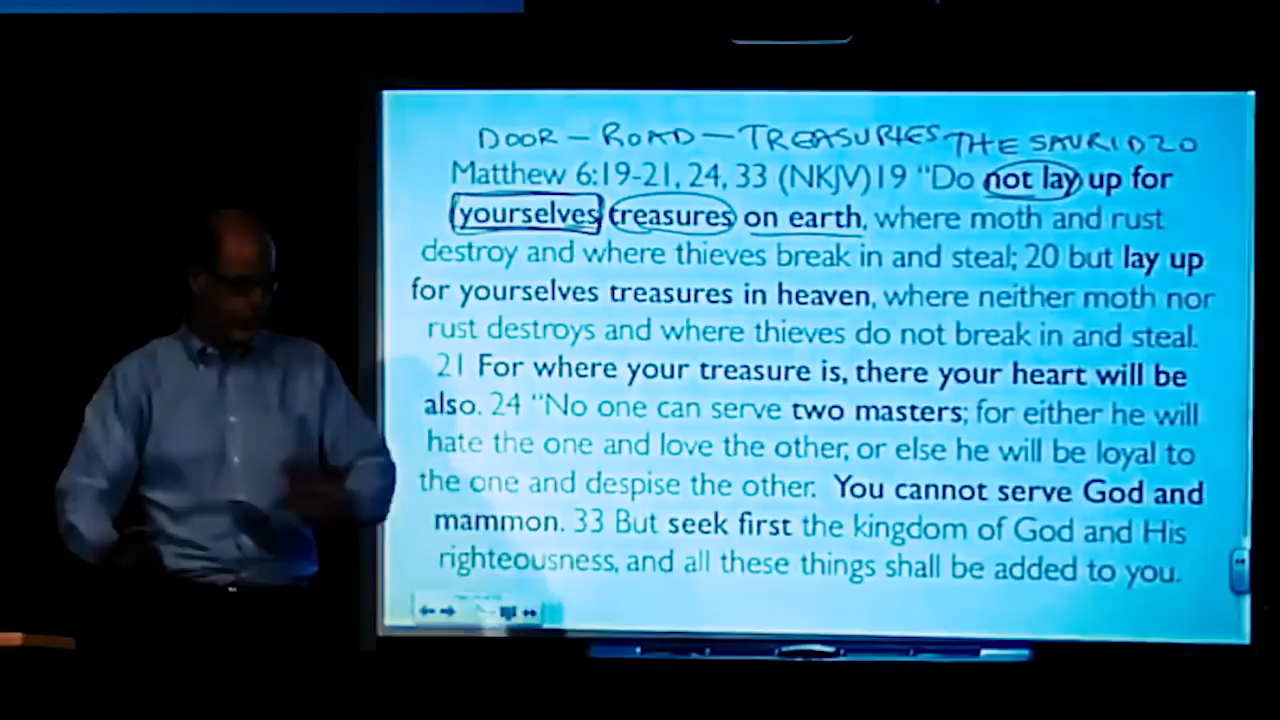 DOOR - ROAD - TREASURIES THE SAURIDZO
Matthew 6:19-21, 24, 33 (NKJV)19 "Do not lay up for
yourselves treasures on earth, where moth and rust
destroy and where thieves break in and steal; 20 but lay up
for yourselves treasures in heaven, where neither moth nor
rust destroys and where thieves do not break in and steal.
21 For where your treasure is, there your heart will be
also. 24 "No one can serve two masters; for either he will
hate the one and love the other, or else he will be loyal to
the one and despise the other. You cannot serve God and
mammon. 33 But seek first the kingdom of God and His
righteousness, and all these things shall be added to you.